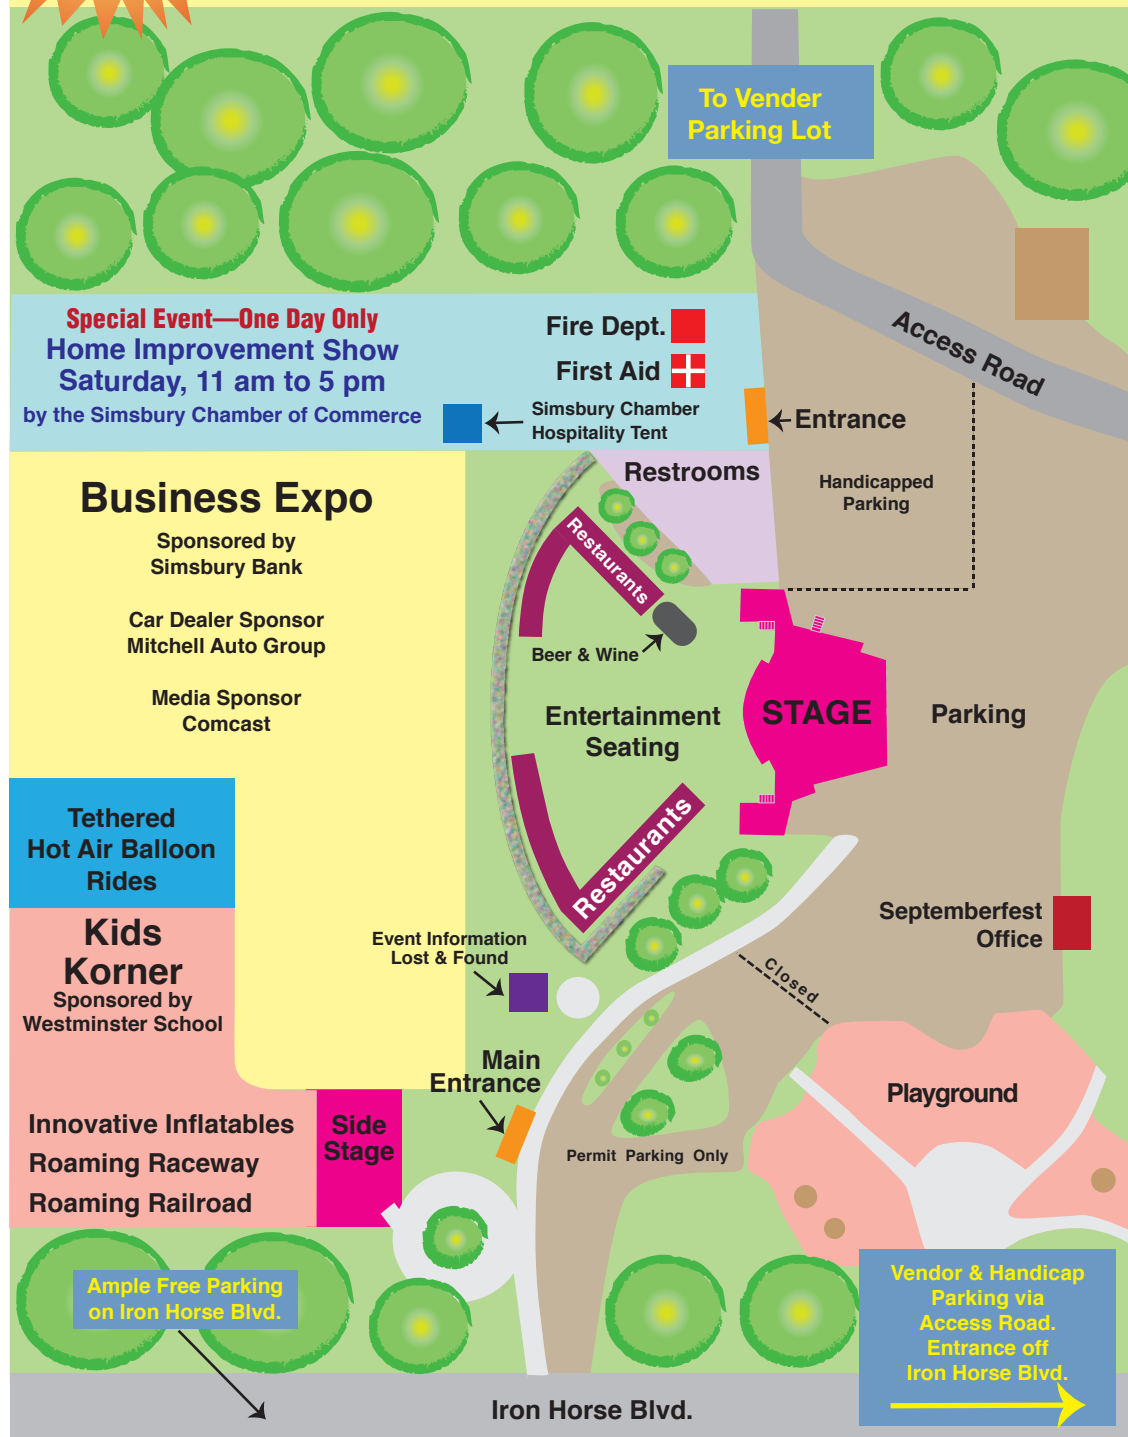 To Vender
Parking Lot
Special Event—One Day Only
Home Improvement Show
Saturday, 11 am to 5 pm
by the Simsbury Chamber of Commerce
Fire Dept.
First Aid
Simsbury Chamber
Hospitality Tent
Access Road
Entrance
Handicapped
Parking
Restrooms
Business Expo
Sponsored by
Simsbury Bank
Car Dealer Sponsor
Mitchell Auto Group
Media Sponsor
Comcast
Restaurants
Beer & Wine
Entertainment
Seating
STAGE
Parking
Tethered
Hot Air Balloon
Rides
Restaurants
Kids
Korner
Sponsored by
Westminster School
Event Information
Lost & Found
Septemberfest
Office
Closed
Main
Entrance
Playground
Innovative Inflatables
Roaming Raceway
Roaming Railroad
Side
Stage
Permit Parking Only
Ample Free Parking
on Iron Horse Blvd.
Vendor & Handicap
Parking via
Access Road.
Entrance off
Iron Horse Blvd.
Iron Horse Blvd.